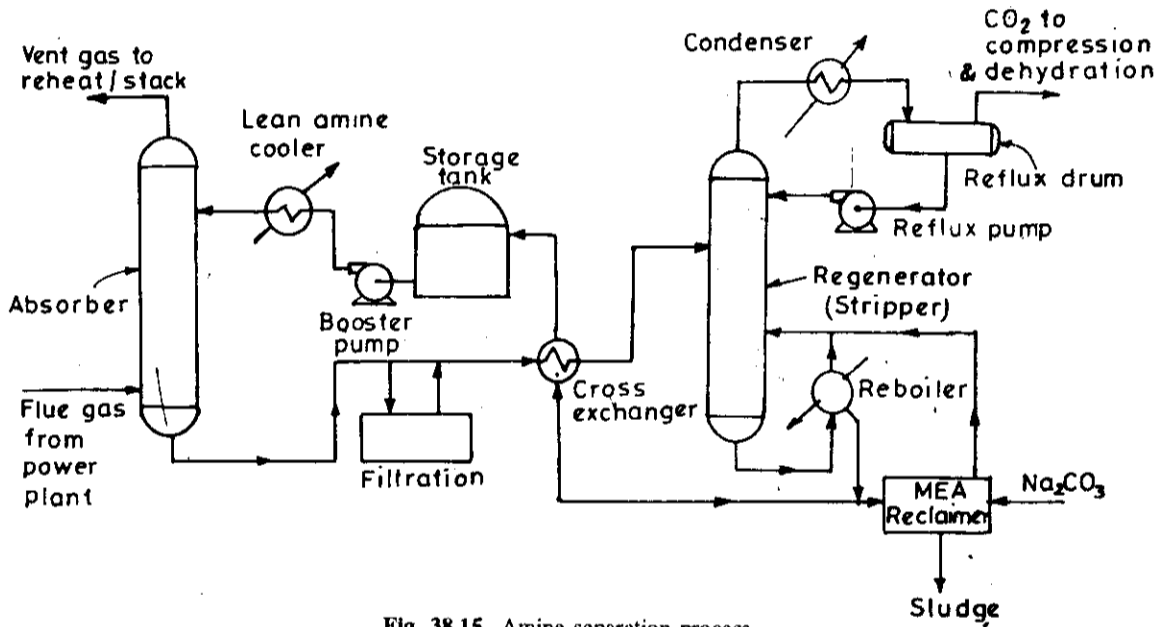 Vent gas to
reheat/stack
Lean amine
cooler
Storage
tank
Condenser
CO₂ to
compression
& dehydration
Reflux drum
Reflux pump
Absorber
Booster
pump
Regenerator
(Stripper)
Flue gas
from
power
plant
Filtration
Cross
exchanger
Reboiler
MEA
Reclaimer
Na₂CO₃
Sludge
Fig. 38.15 Amine separation process